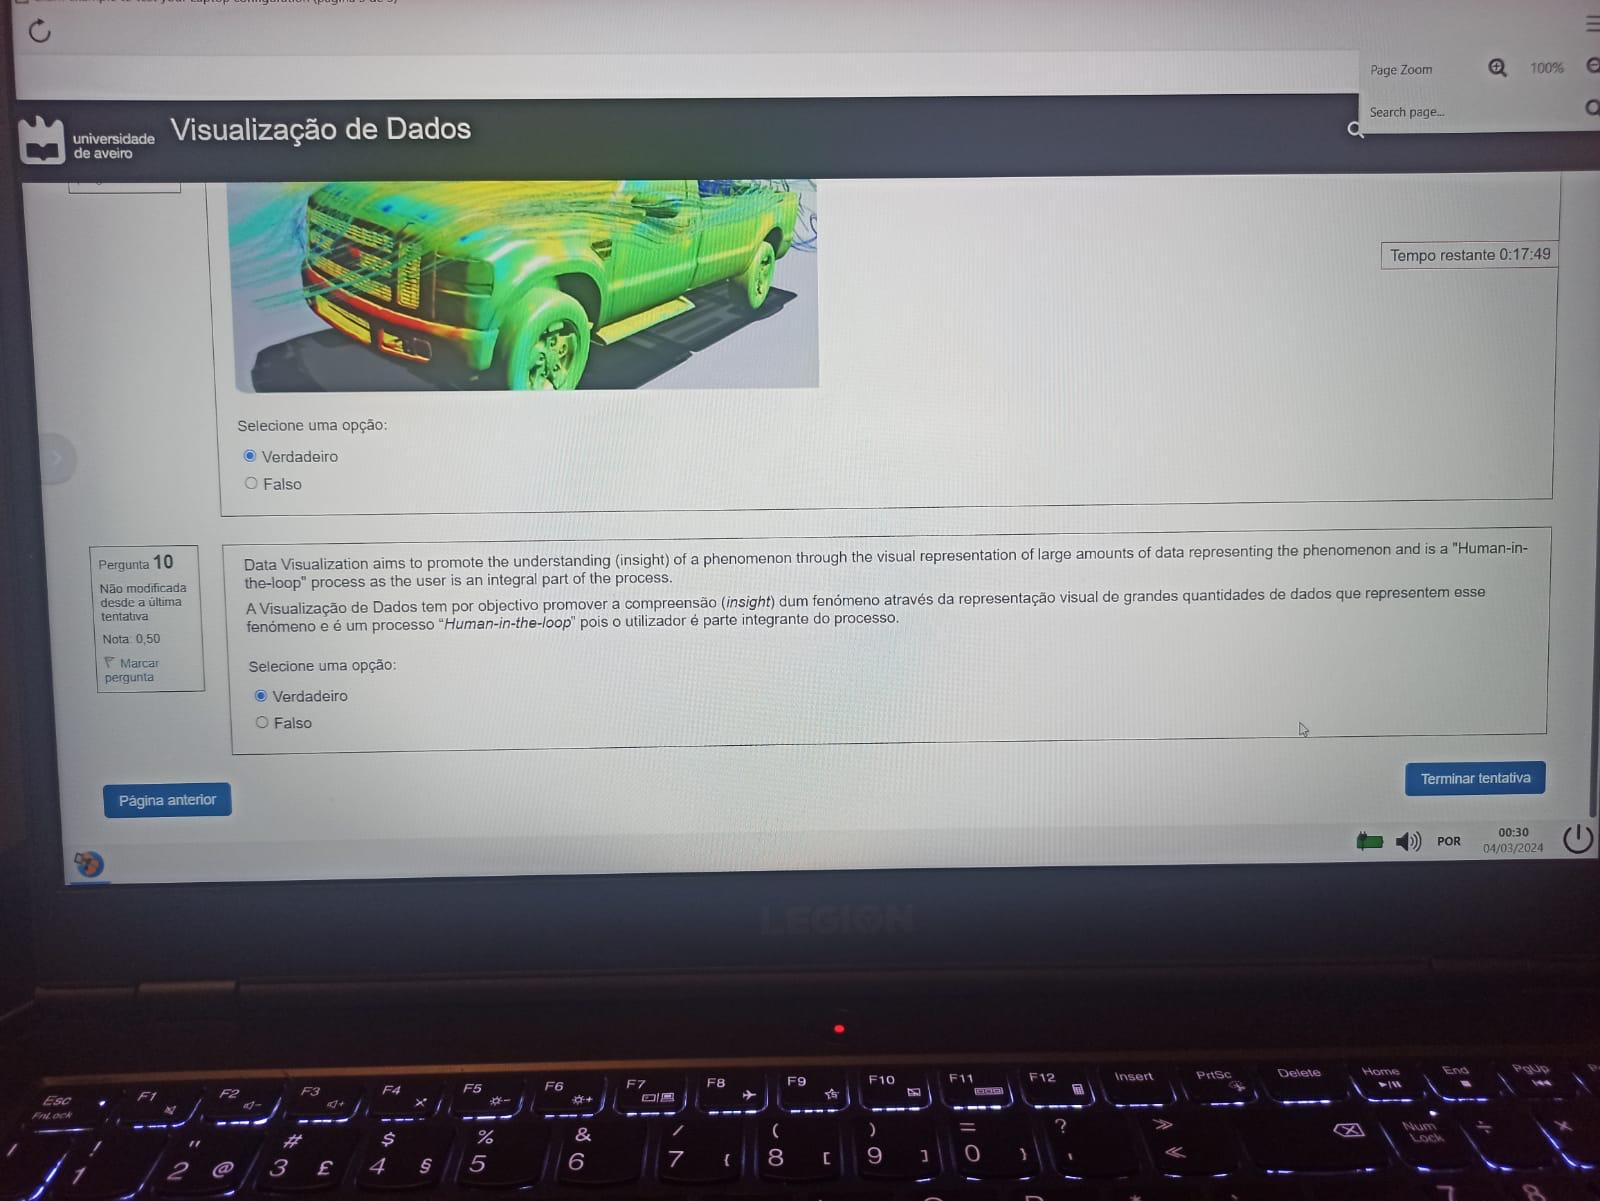 Page Zoom
100%
Search page...
universidade
de aveiro
Visualização de Dados
Tempo restante 0:17:49
Selecione uma opção:
Verdadeiro
Falso
Pergunta 10
Não modificada
desde a última
tentativa
Nota: 0,50
Marcar
pergunta
Data Visualization aims to promote the understanding (insight) of a phenomenon through the visual representation of large amounts of data representing the phenomenon and is a "Human-in-
the-loop" process as the user is an integral part of the process.
A Visualização de Dados tem por objectivo promover a compreensão (insight) dum fenómeno através da representação visual de grandes quantidades de dados que representem esse
fenómeno e é um processo “Human-in-the-loop” pois o utilizador é parte integrante do processo.
Selecione uma opção:
Verdadeiro
Falso
Página anterior
Terminar tentativa
POR
00:30
04/03/2024
LEGION
Esc
FnLock
F1
F2
F3
F4
F5
F6
F7
F8
F9
F10
F11
F12
Insert
PrtSc
Delete
Home
End
PgUp
! " # $ % & / ( ) = ? »
1 2 @ 3 £ 4 § 5 6 7 { 8 [ 9 ] 0 } ' «
Num
Lock
÷
7 8